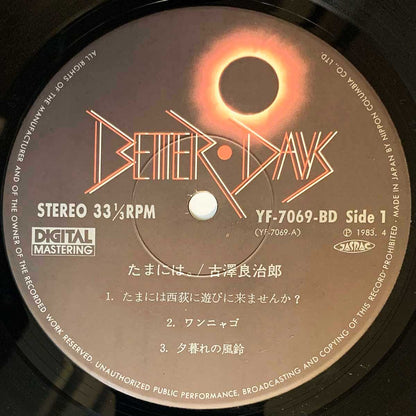 BETTER・DAYS
STEREO 33⅓RPM
YF-7069-BD Side 1
(YF-7069-A)
Ⓟ 1983. 4
DIGITAL
MASTERING
JASRAC
たまには。/古澤良治郎
1. たまには西荻に遊びに来ませんか?
2. ワンニャゴ
3. 夕暮れの風鈴
ALL RIGHTS OF THE MANUFACTURER AND OF THE OWNER OF THE RECORDED WORK RESERVED. UNAUTHORIZED PUBLIC PERFORMANCE, BROADCASTING AND COPYING OF THIS RECORD PROHIBITED · MADE IN JAPAN BY NIPPON COLUMBIA CO., LTD.